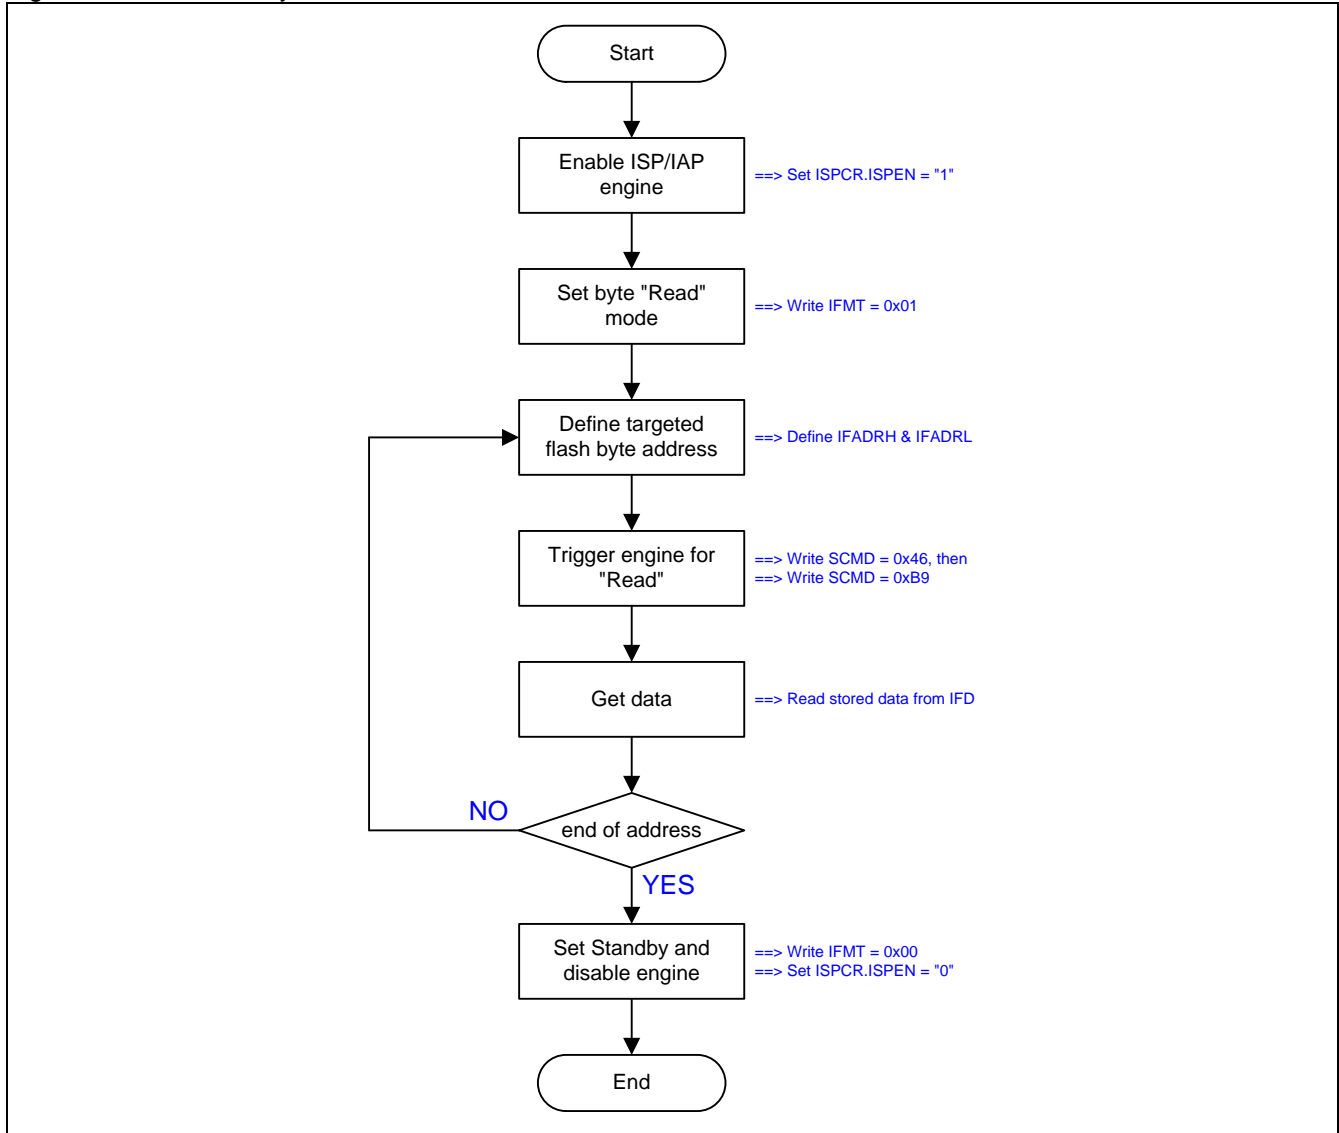 Start
Enable ISP/IAP
engine
==> Set ISPCR.ISPEN = "1"
Set byte "Read"
mode
==> Write IFMT = 0x01
Define targeted
flash byte address
==> Define IFADRH & IFADRL
Trigger engine for
"Read"
==> Write SCMD = 0x46, then
==> Write SCMD = 0xB9
Get data
==> Read stored data from IFD
NO
end of address
YES
Set Standby and
disable engine
==> Write IFMT = 0x00
==> Set ISPCR.ISPEN = "0"
End